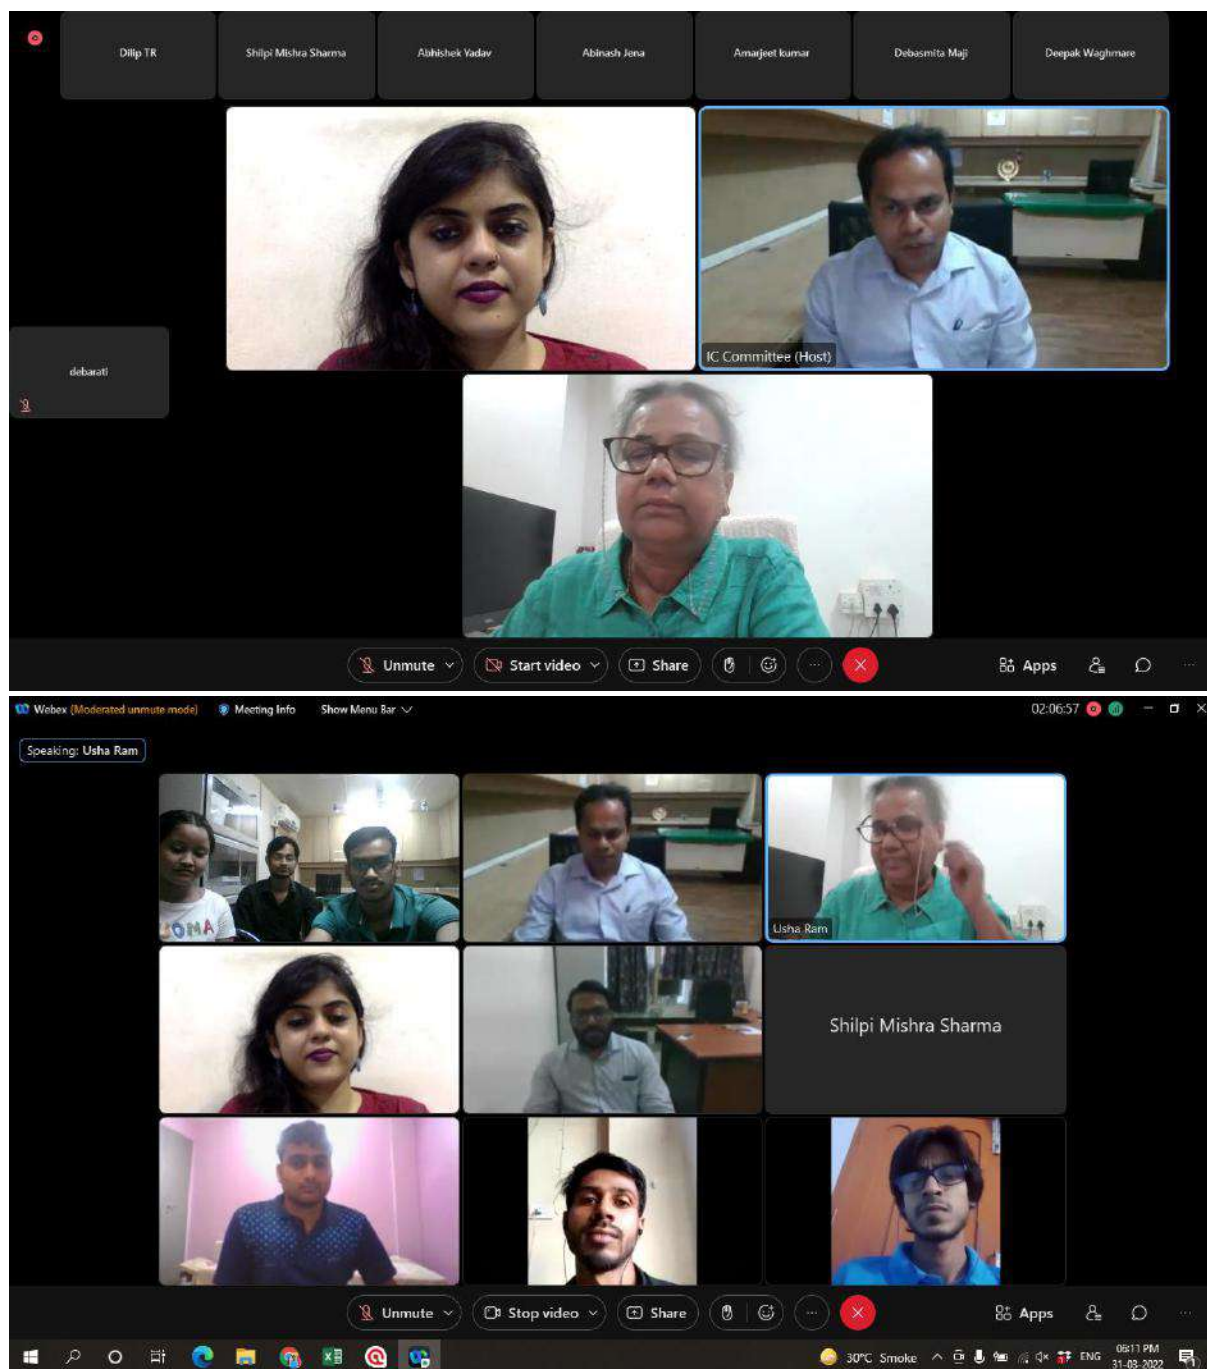 Dilip TR
Shilpi Mishra Sharma
Abhishek Yadav
Abinash Jena
Amarjeet kumar
Debasmita Maji
Deepak Waghmare
IC Committee (Host)
debarati
Unmute
Start video
Share
Apps
Webex (Moderated unmute mode) Meeting Info Show Menu Bar
02:06:57
Speaking: Usha Ram
Usha Ram
Shilpi Mishra Sharma
Unmute
Stop video
Share
Apps
30°C Smoke
ENG
06:11 PM
31-08-2022